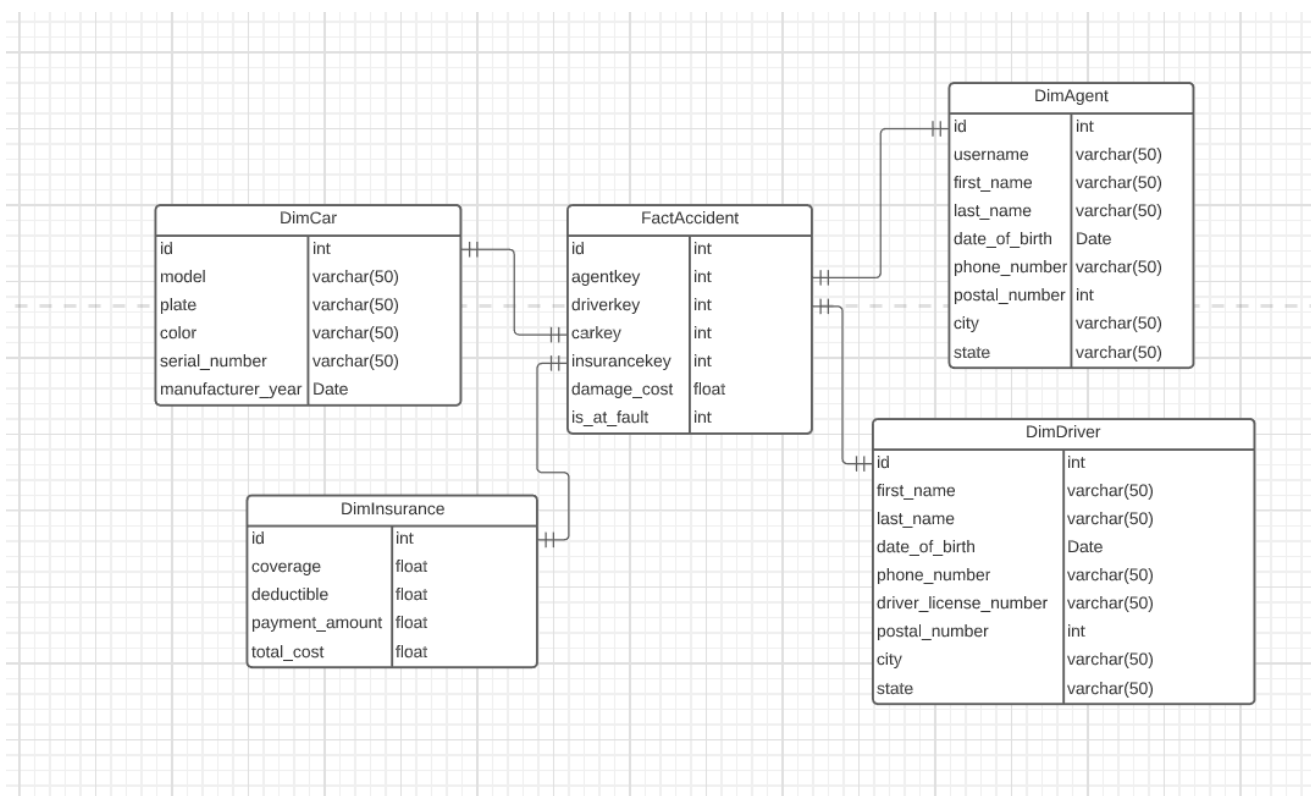 DimAgent
id int
username varchar(50)
first_name varchar(50)
last_name varchar(50)
date_of_birth Date
phone_number varchar(50)
postal_number int
city varchar(50)
state varchar(50)
DimCar
id int
model varchar(50)
plate varchar(50)
color varchar(50)
serial_number varchar(50)
manufacturer_year Date
FactAccident
id int
agentkey int
driverkey int
carkey int
insurancekey int
damage_cost float
is_at_fault int
DimInsurance
id int
coverage float
deductible float
payment_amount float
total_cost float
DimDriver
id int
first_name varchar(50)
last_name varchar(50)
date_of_birth Date
phone_number varchar(50)
driver_license_number varchar(50)
postal_number int
city varchar(50)
state varchar(50)